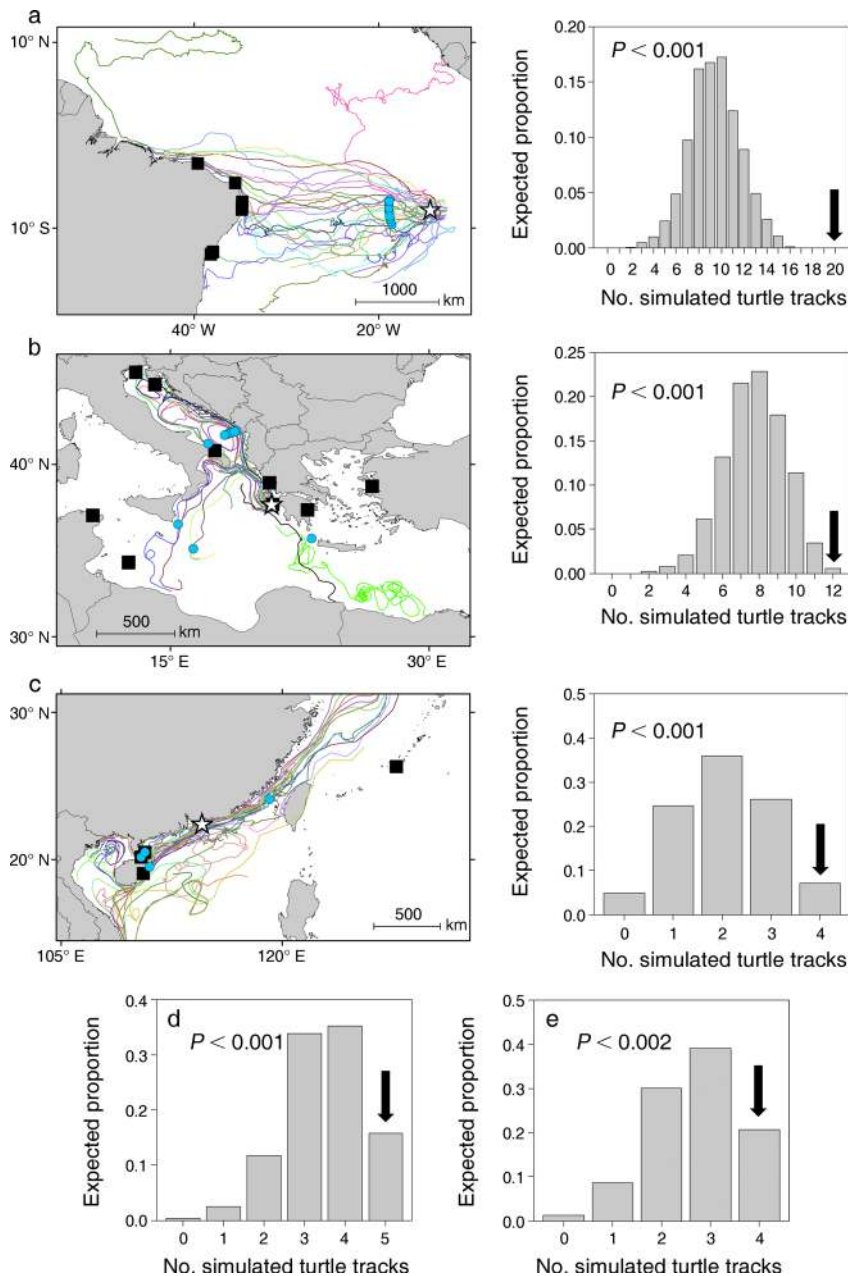 a
10° N
10° S
1000
km
40° W
20° W
P < 0.001
Expected proportion
0.20
0.15
0.10
0.05
0.00
0 2 4 6 8 10 12 14 16 18 20
No. simulated turtle tracks
b
40° N
30° N
500
km
15° E
30° E
P < 0.001
Expected proportion
0.25
0.20
0.15
0.10
0.05
0.00
0 2 4 6 8 10 12
No. simulated turtle tracks
c
30° N
20° N
500
km
105° E
120° E
P < 0.001
Expected proportion
0.5
0.4
0.3
0.2
0.1
0.0
0 1 2 3 4
No. simulated turtle tracks
d
P < 0.001
Expected proportion
0.4
0.3
0.2
0.1
0.0
0 1 2 3 4 5
No. simulated turtle tracks
e
P < 0.002
Expected proportion
0.5
0.4
0.3
0.2
0.1
0.0
0 1 2 3 4
No. simulated turtle tracks